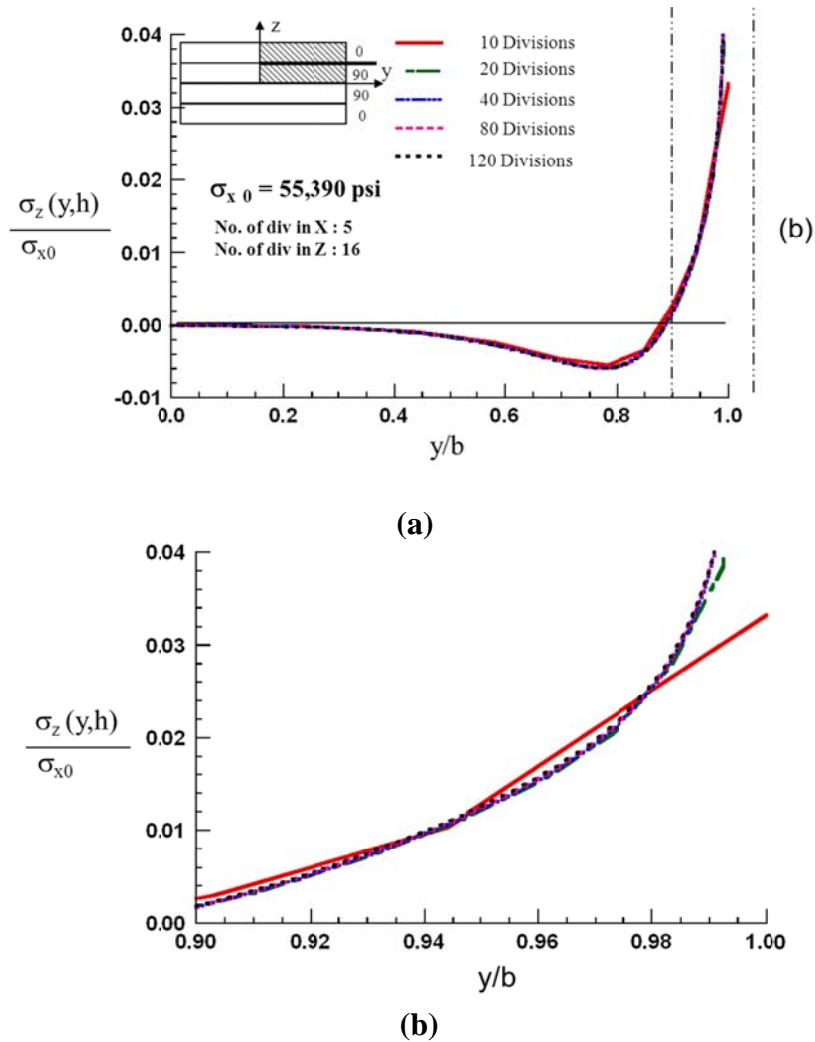 z
0
90
y
90
0
10 Divisions
20 Divisions
40 Divisions
80 Divisions
120 Divisions
σx 0 = 55,390 psi
No. of div in X : 5
No. of div in Z : 16
σz (y,h)
σx0
0.04
0.03
0.02
0.01
0.00
-0.01
0.0 0.2 0.4 0.6 0.8 1.0
y/b
(b)
(a)
σz (y,h)
σx0
0.04
0.03
0.02
0.01
0.00
0.90 0.92 0.94 0.96 0.98 1.00
y/b
(b)